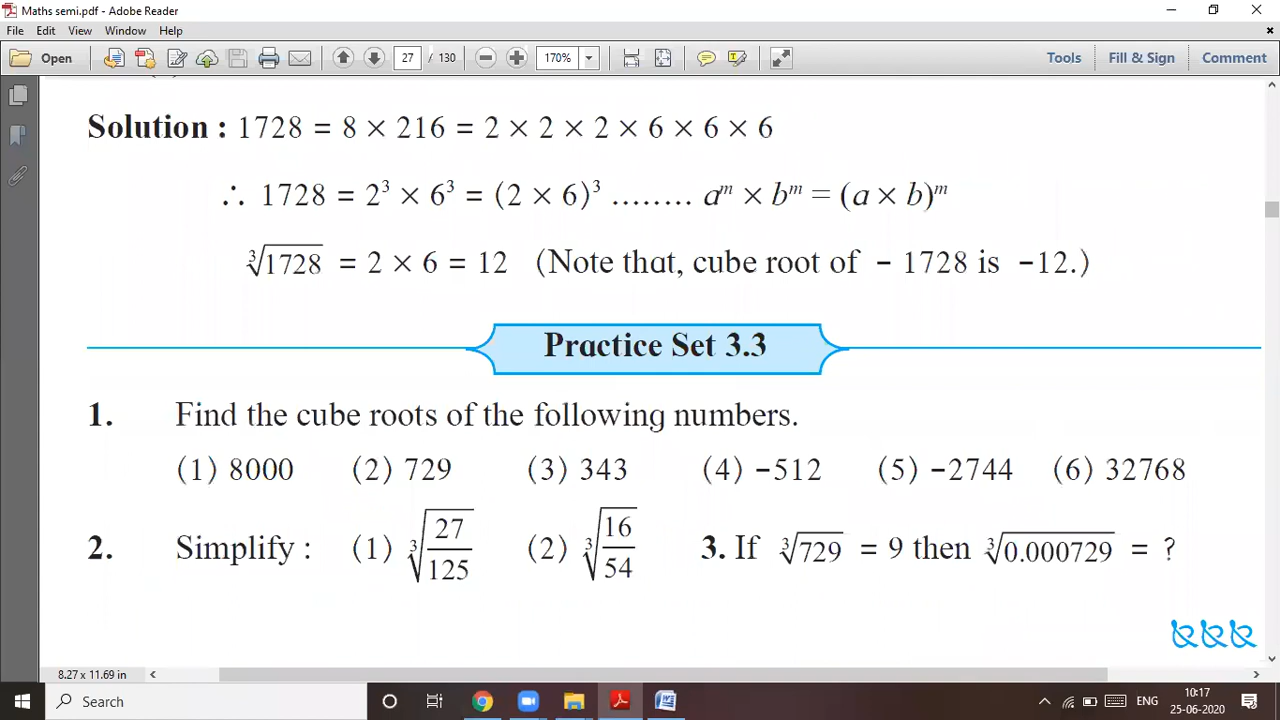 Maths semi.pdf - Adobe Reader
File Edit View Window Help
Open 27 / 130 170% Tools Fill & Sign Comment
Solution : 1728 = 8 × 216 = 2 × 2 × 2 × 6 × 6 × 6
∴ 1728 = 2³ × 6³ = (2 × 6)³ ........ aᵐ × bᵐ = (a × b)ᵐ
∛1728 = 2 × 6 = 12 (Note that, cube root of - 1728 is -12.)
Practice Set 3.3
1. Find the cube roots of the following numbers.
(1) 8000 (2) 729 (3) 343 (4) -512 (5) -2744 (6) 32768
2. Simplify : (1) ∛(27/125) (2) ∛(16/54) 3. If ∛729 = 9 then ∛0.000729 = ?
8.27 x 11.69 in
Search ENG 10:17
25-06-2020